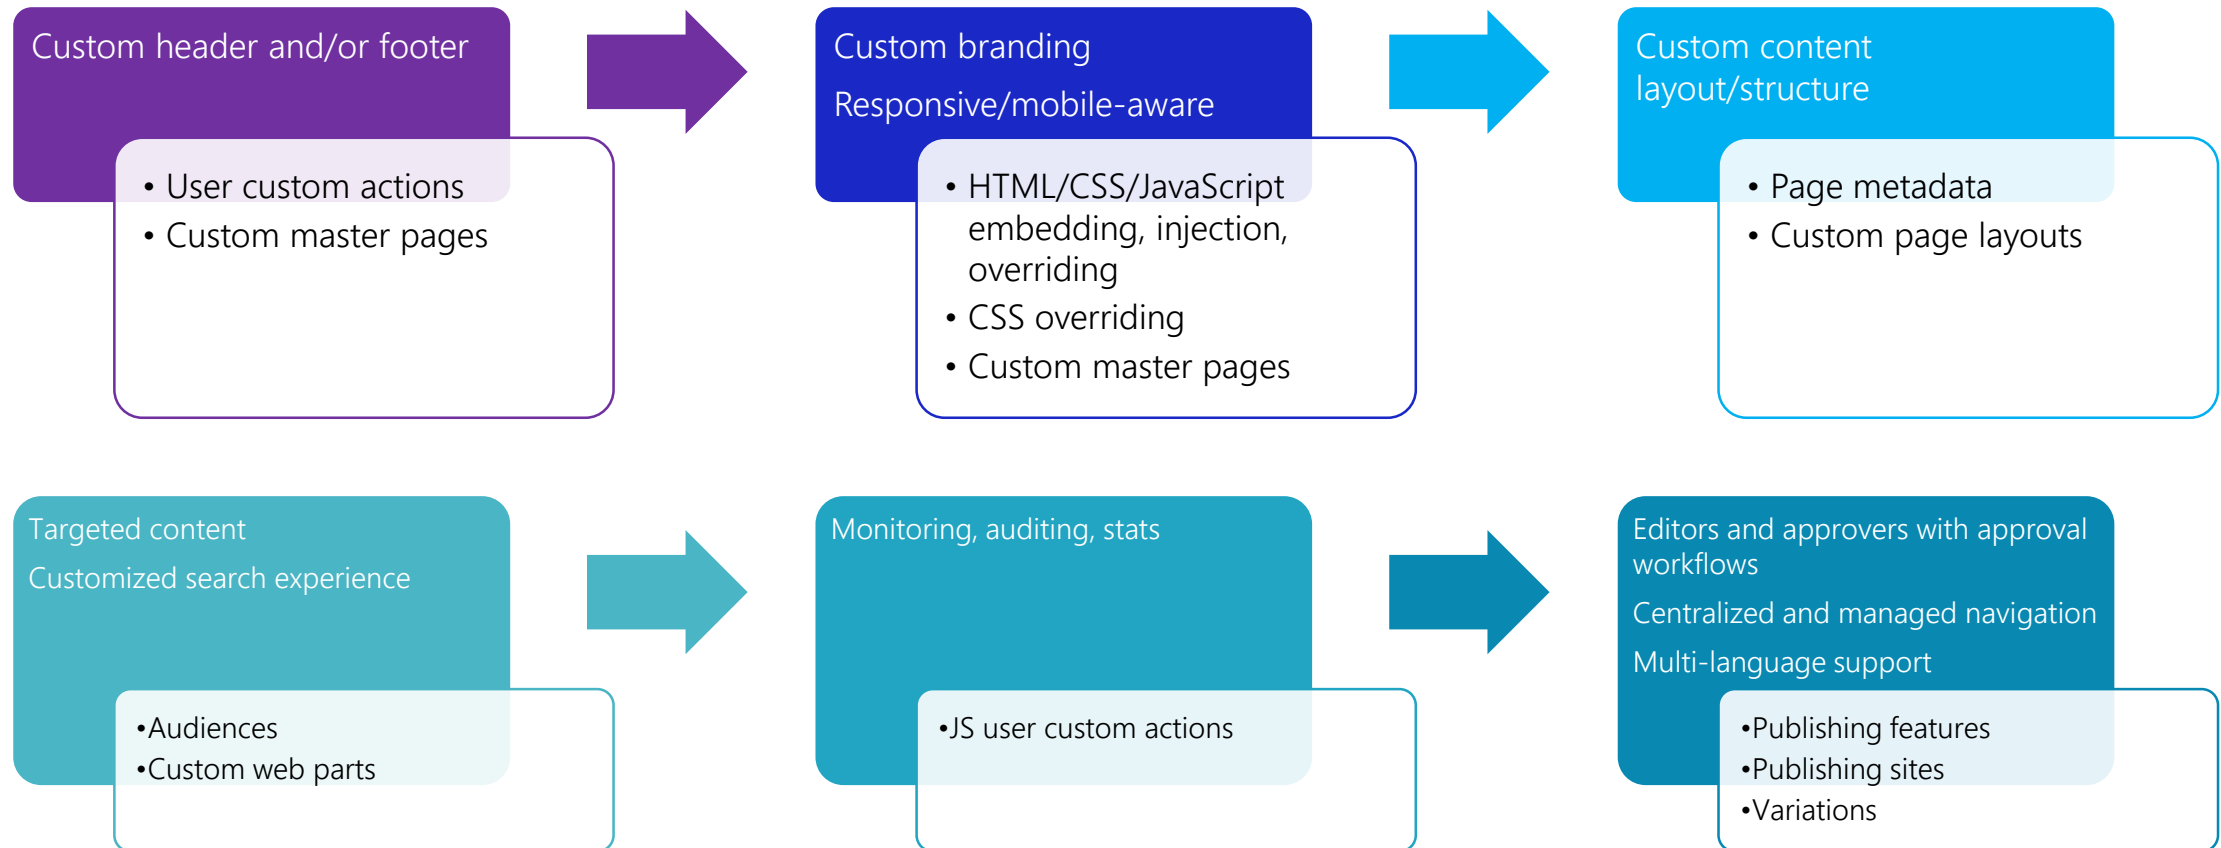 Custom header and/or footer
• User custom actions
• Custom master pages
Custom branding
Responsive/mobile-aware
• HTML/CSS/JavaScript
embedding, injection,
overriding
• CSS overriding
• Custom master pages
Custom content
layout/structure
• Page metadata
• Custom page layouts
Targeted content
Customized search experience
•Audiences
•Custom web parts
Monitoring, auditing, stats
•JS user custom actions
Editors and approvers with approval
workflows
Centralized and managed navigation
Multi-language support
•Publishing features
•Publishing sites
•Variations